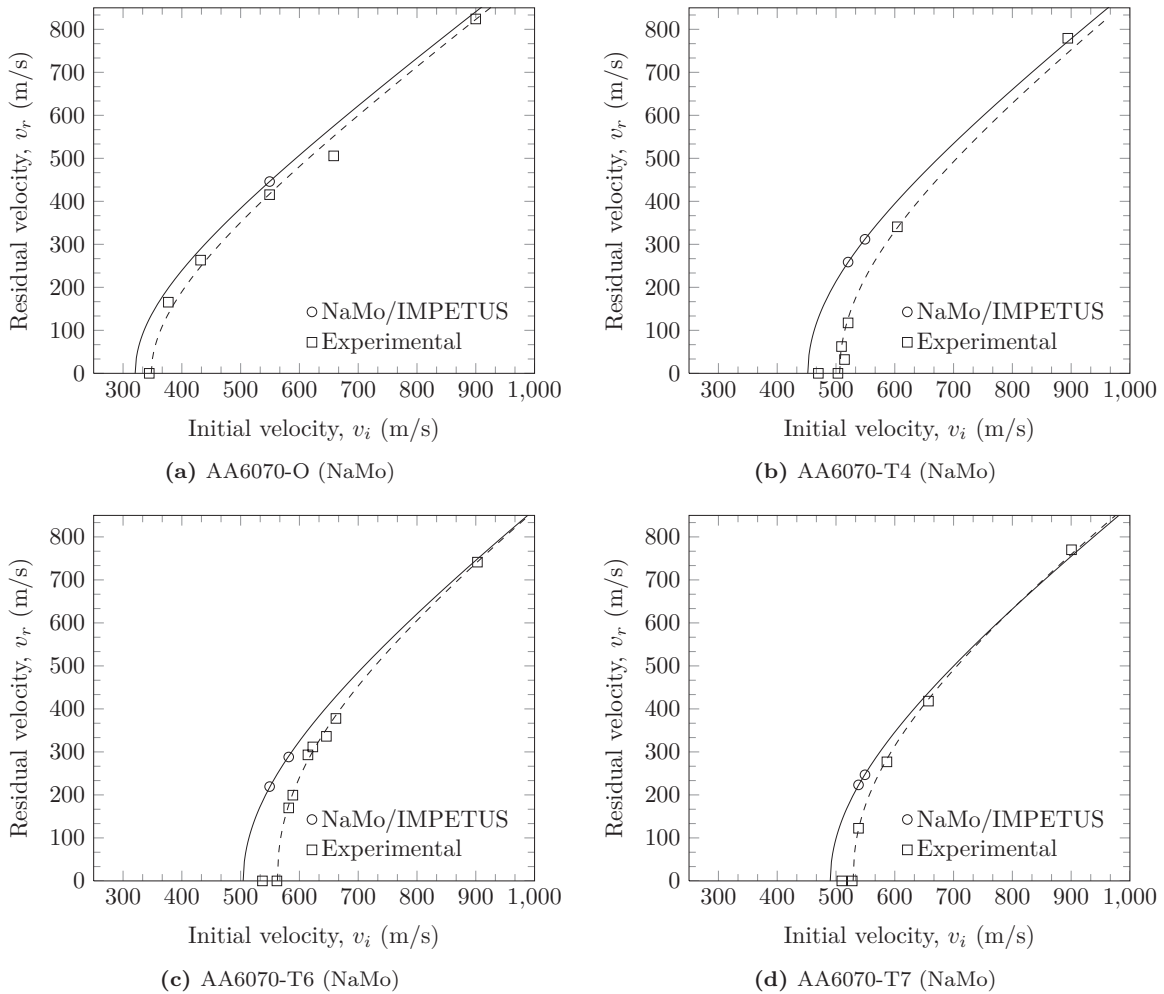 800
700
600
500
400
300
200
100
0
Residual velocity, v_r (m/s)
NaMo/IMPETUS
Experimental
300 400 500 600 700 800 900 1,000
Initial velocity, v_i (m/s)
(a) AA6070-O (NaMo)
800
700
600
500
400
300
200
100
0
Residual velocity, v_r (m/s)
NaMo/IMPETUS
Experimental
300 400 500 600 700 800 900 1,000
Initial velocity, v_i (m/s)
(b) AA6070-T4 (NaMo)
800
700
600
500
400
300
200
100
0
Residual velocity, v_r (m/s)
NaMo/IMPETUS
Experimental
300 400 500 600 700 800 900 1,000
Initial velocity, v_i (m/s)
(c) AA6070-T6 (NaMo)
800
700
600
500
400
300
200
100
0
Residual velocity, v_r (m/s)
NaMo/IMPETUS
Experimental
300 400 500 600 700 800 900 1,000
Initial velocity, v_i (m/s)
(d) AA6070-T7 (NaMo)